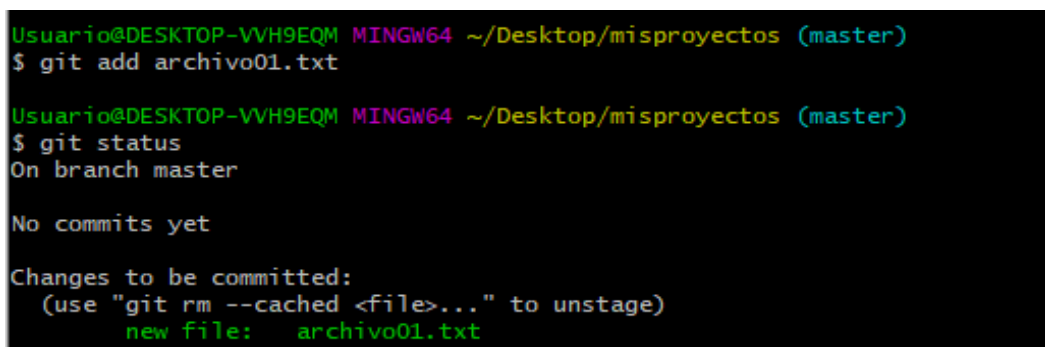 Usuario@DESKTOP-VVH9EQM MINGW64 ~/Desktop/misproyectos (master)
$ git add archivo01.txt
Usuario@DESKTOP-VVH9EQM MINGW64 ~/Desktop/misproyectos (master)
$ git status
On branch master
No commits yet
Changes to be committed:
(use "git rm --cached <file>..." to unstage)
new file: archivo01.txt